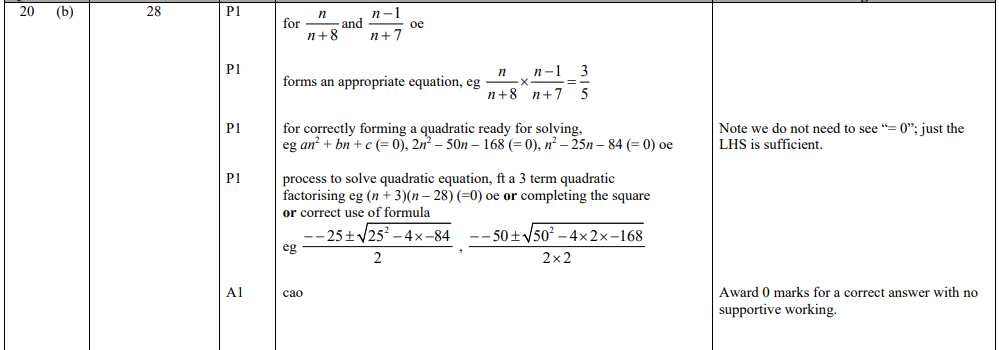 20 (b) 28 P1 for n/(n+8) and (n−1)/(n+7) oe
P1 forms an appropriate equation, eg n/(n+8) × (n−1)/(n+7) = 3/5
P1 for correctly forming a quadratic ready for solving, Note we do not need to see “= 0”; just the
eg an² + bn + c (= 0), 2n² – 50n – 168 (= 0), n² – 25n – 84 (= 0) oe LHS is sufficient.
P1 process to solve quadratic equation, ft a 3 term quadratic
factorising eg (n + 3)(n – 28) (=0) oe or completing the square
or correct use of formula
eg (−−25±√(25²−4×−84))/2 , (−−50±√(50²−4×2×−168))/(2×2)
A1 cao Award 0 marks for a correct answer with no
supportive working.